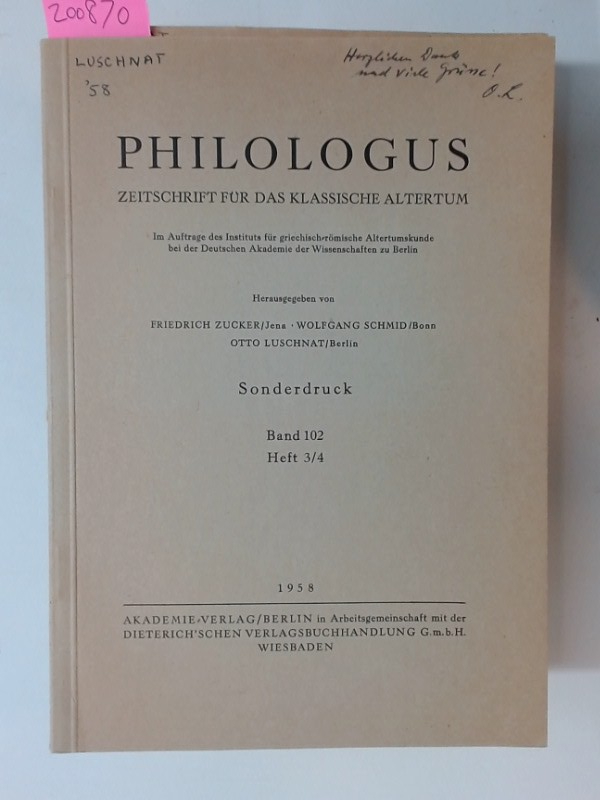 200870
LUSCHNAT
'58
Herzlichen Dank
und viele Grüsse!
O.L.
PHILOLOGUS
ZEITSCHRIFT FÜR DAS KLASSISCHE ALTERTUM
Im Auftrage des Instituts für griechisch-römische Altertumskunde
bei der Deutschen Akademie der Wissenschaften zu Berlin
Herausgegeben von
FRIEDRICH ZUCKER/Jena · WOLFGANG SCHMID/Bonn
OTTO LUSCHNAT/Berlin
Sonderdruck
Band 102
Heft 3/4
1958
AKADEMIE-VERLAG/BERLIN in Arbeitsgemeinschaft mit der
DIETERICH'SCHEN VERLAGSBUCHHANDLUNG G.m.b.H.
WIESBADEN